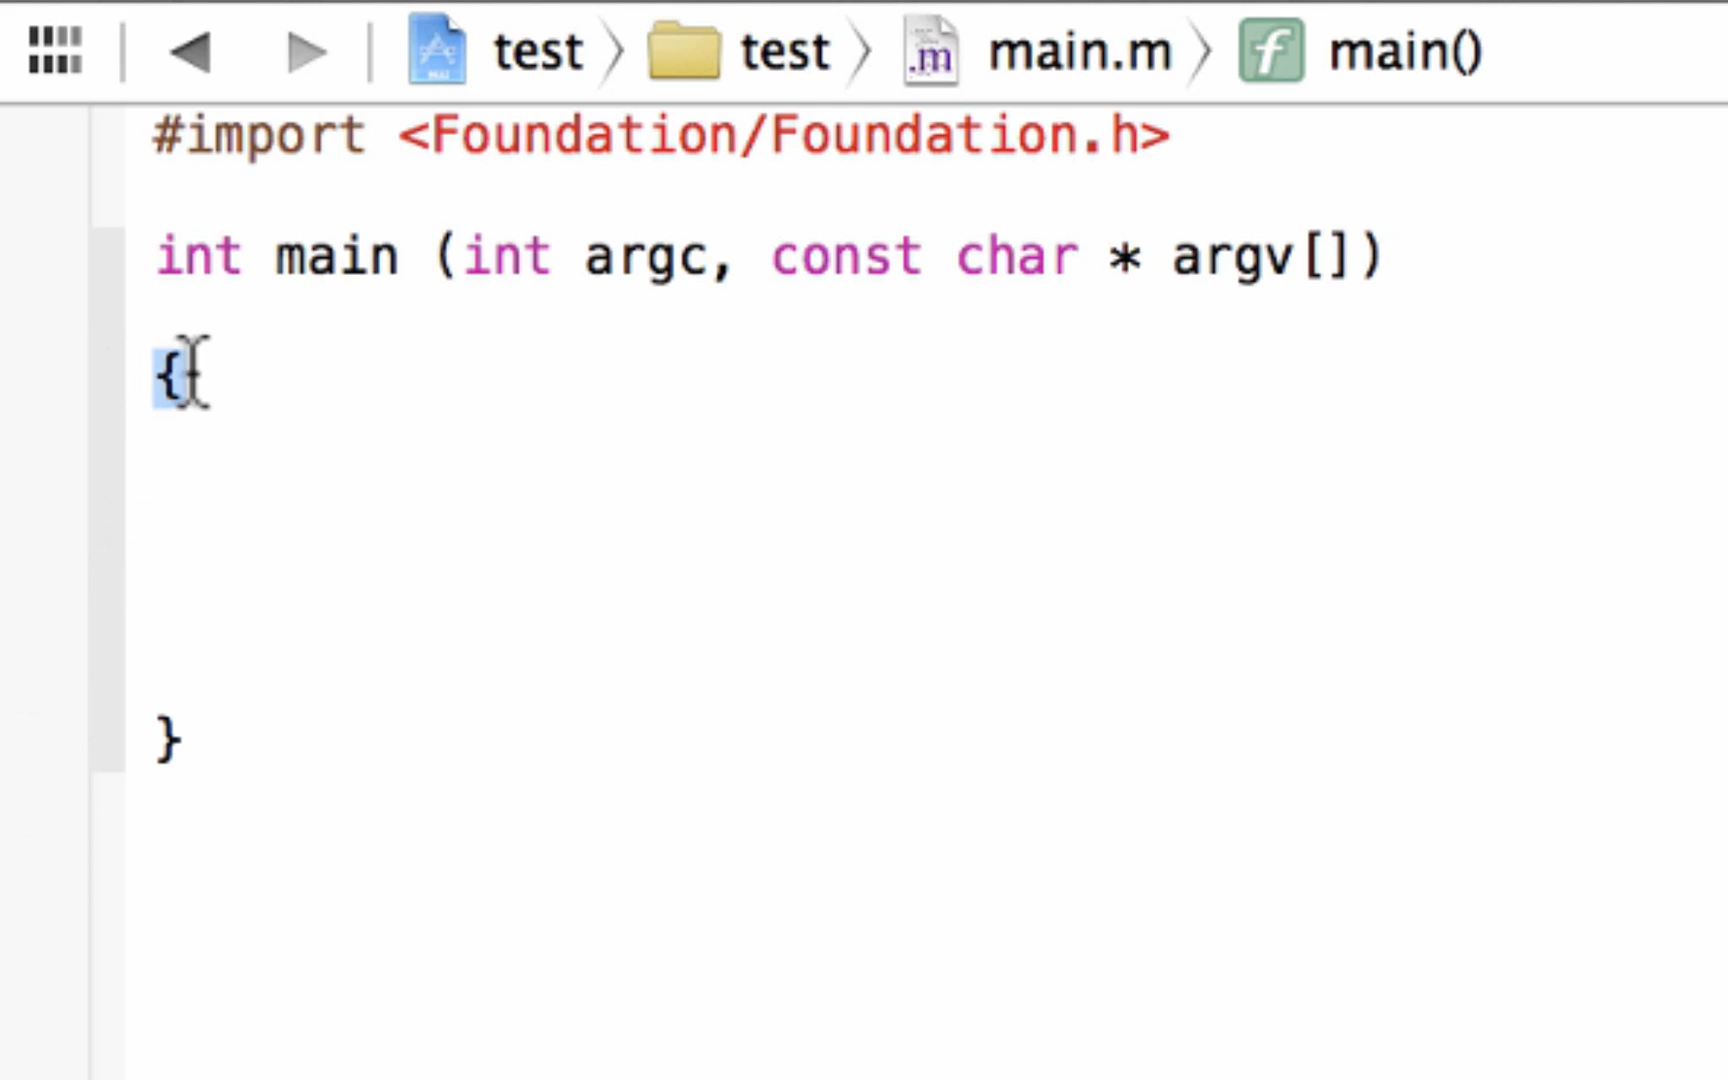 test test main.m main()
#import <Foundation/Foundation.h>
int main (int argc, const char * argv[])
{
}